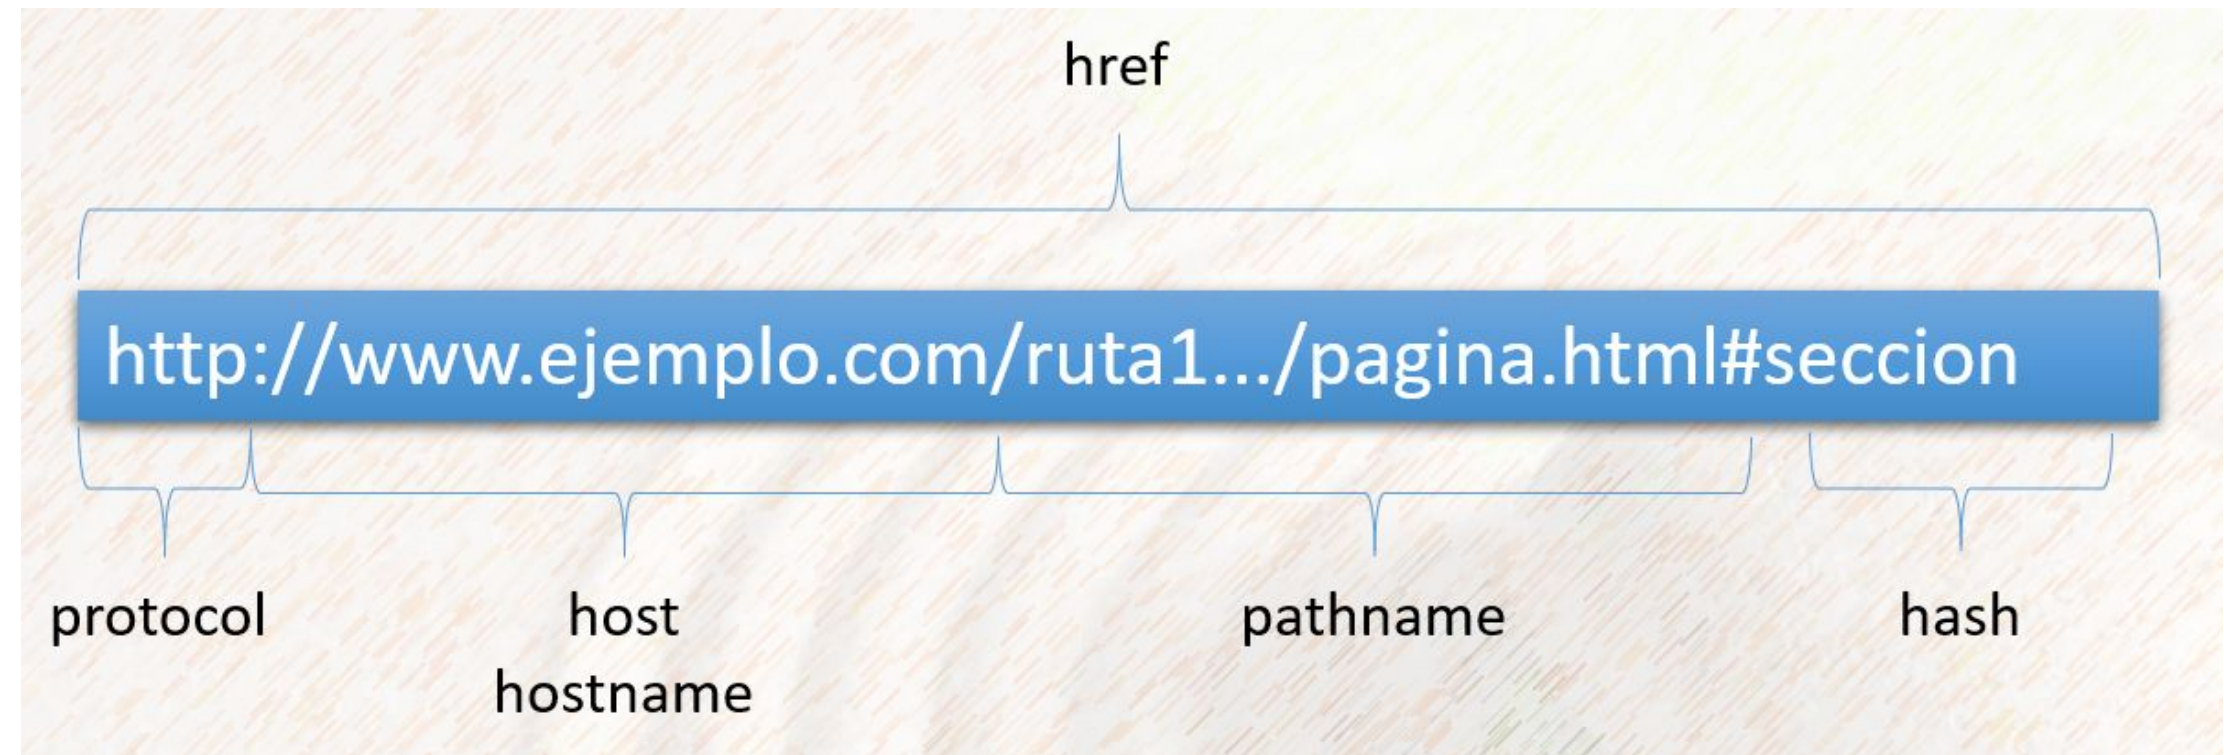 href
http://www.ejemplo.com/ruta1.../pagina.html#seccion
protocol
host
hostname
pathname
hash